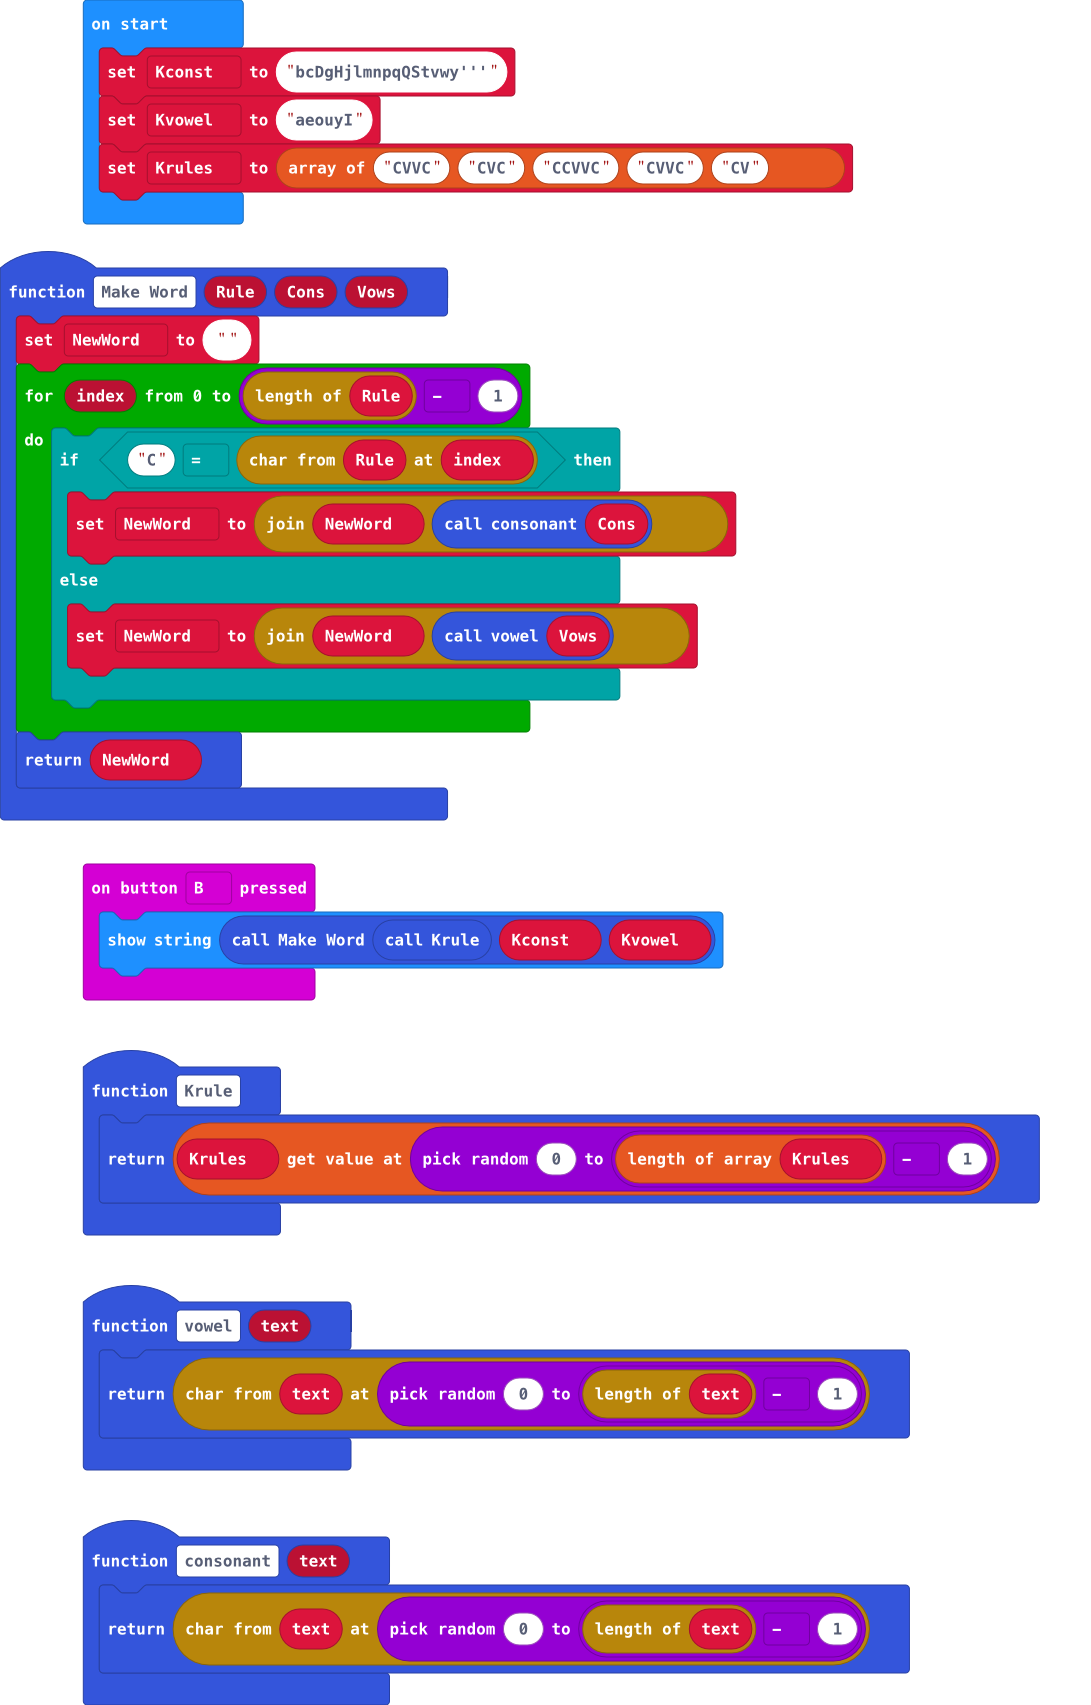 on start
set Kconst to "bcDgHjlmnpqQStvwy'''"
set Kvowel to "aeouyI"
set Krules to array of "CVVC" "CVC" "CCVVC" "CVVC" "CV"
function Make Word Rule Cons Vows
set NewWord to " "
for index from 0 to length of Rule - 1
do
if "C" = char from Rule at index then
set NewWord to join NewWord call consonant Cons
else
set NewWord to join NewWord call vowel Vows
return NewWord
on button B pressed
show string call Make Word call Krule Kconst Kvowel
function Krule
return Krules get value at pick random 0 to length of array Krules - 1
function vowel text
return char from text at pick random 0 to length of text - 1
function consonant text
return char from text at pick random 0 to length of text - 1